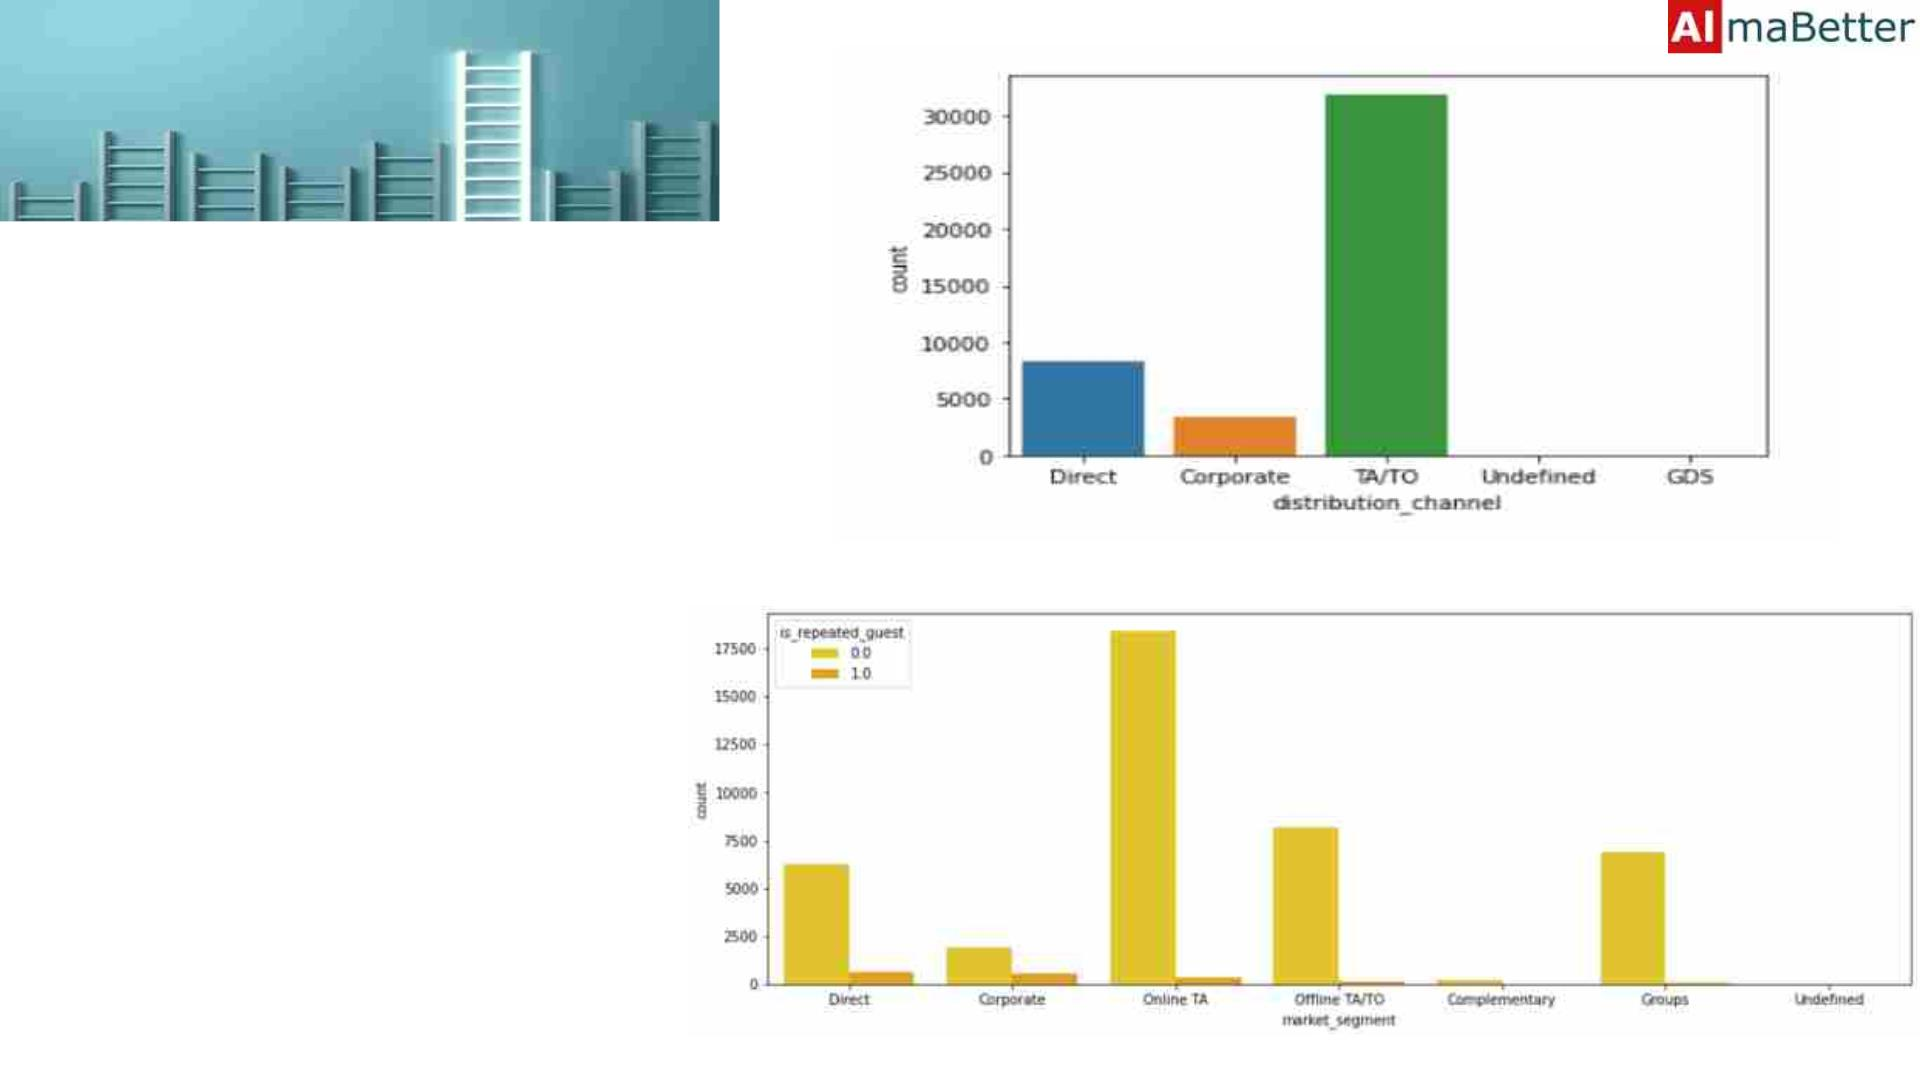 AlmaBetter
30000
25000
20000
15000
10000
5000
0
count
Direct Corporate TA/TO Undefined GDS
distribution_channel
is_repeated_guest
0.0
1.0
17500
15000
12500
10000
7500
5000
2500
0
count
Direct Corporate Online TA Offline TA/TO Complementary Groups Undefined
market_segment